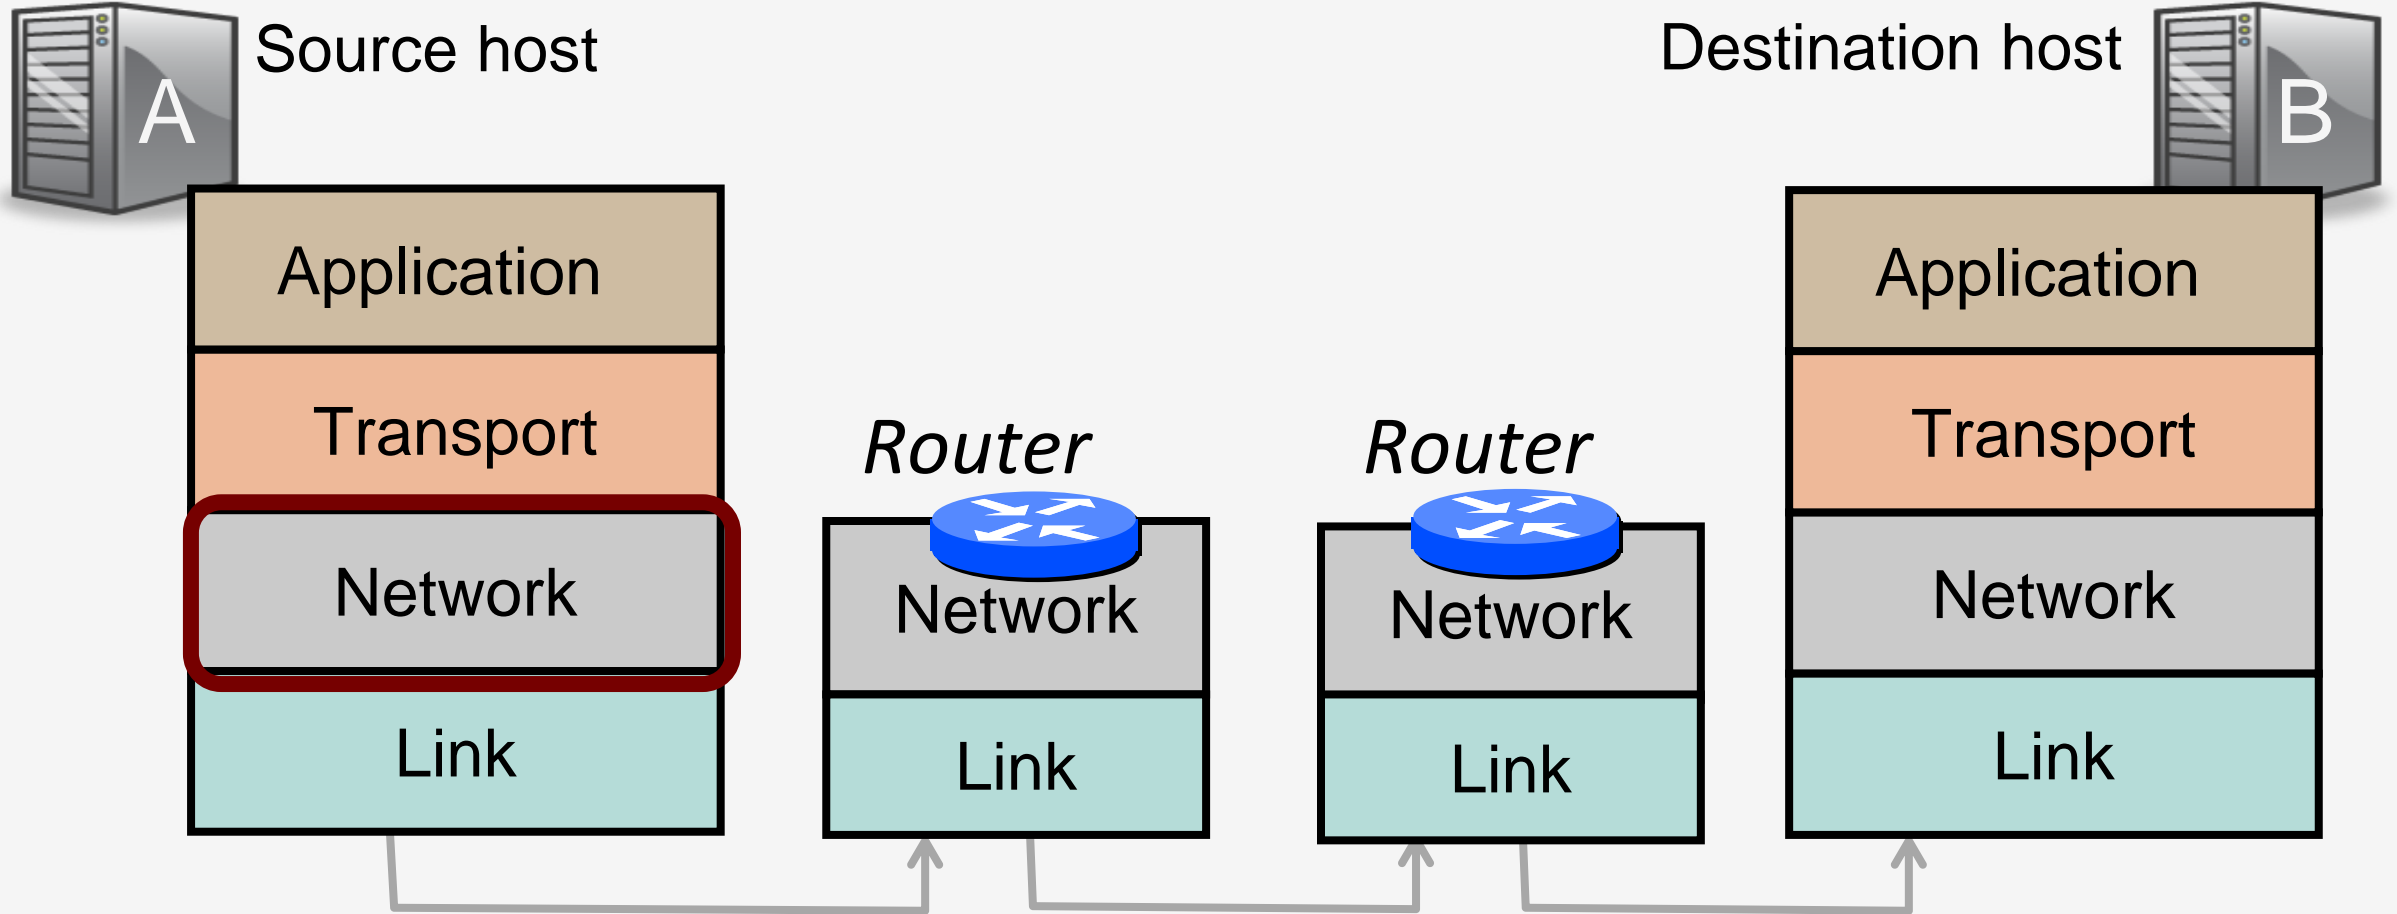 Source host
Destination host
A
B
Application
Transport
Network
Link
Router
Network
Link
Router
Network
Link
Application
Transport
Network
Link